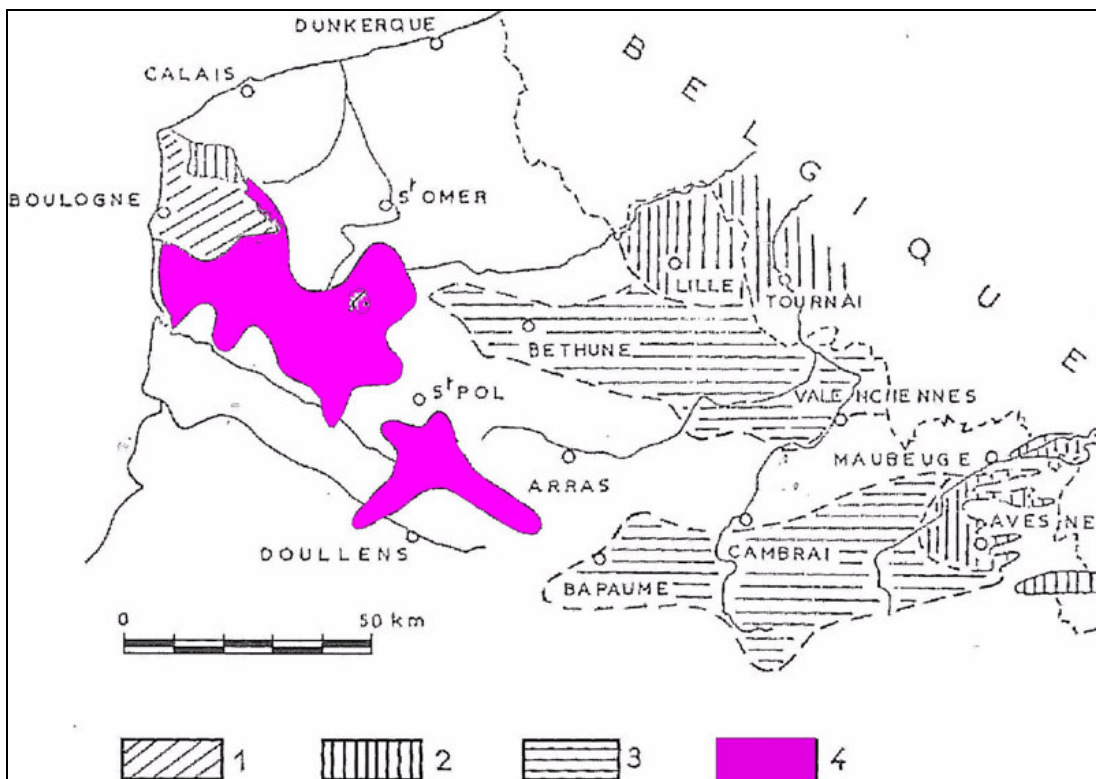 DUNKERQUE
CALAIS
BELGIQUE
BOULOGNE
St OMER
LILLE
TOURNAI
BETHUNE
St POL
VALENCIENNES
MAUBEUGE
ARRAS
AVESNE
DOULLENS
CAMBRAI
BAPAUME
0 50 km
1 2 3 4